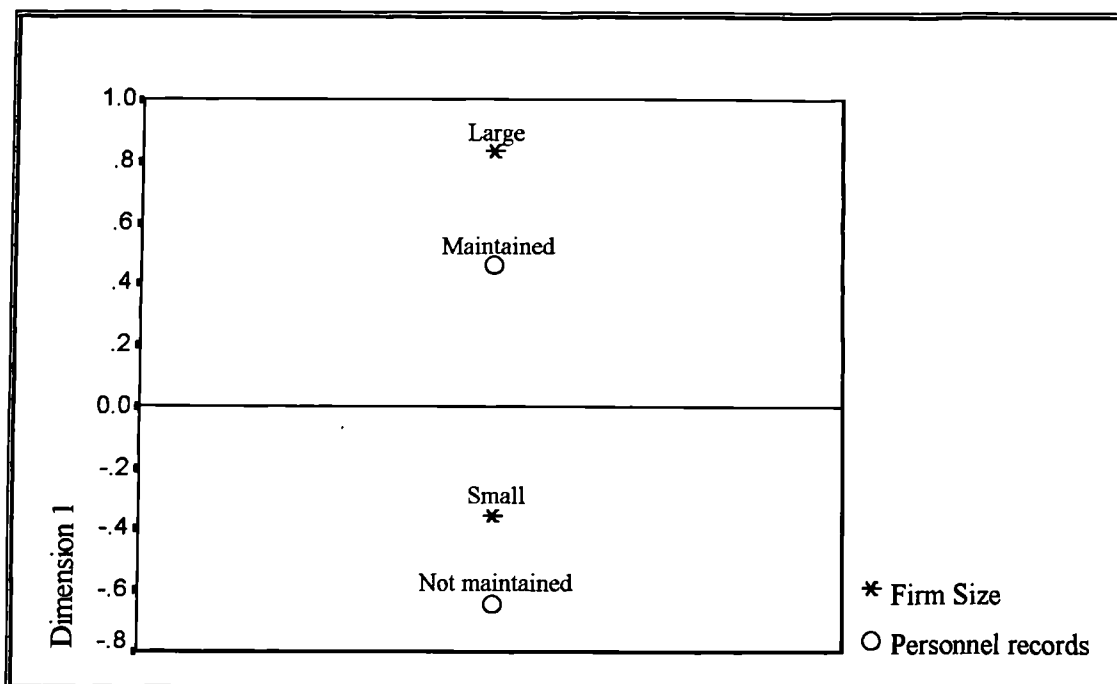 1.0
Large
.8
.6
Maintained
.4
.2
0.0
-.2
Small
-.4
Not maintained
-.6
-.8
Dimension 1
* Firm Size
O Personnel records